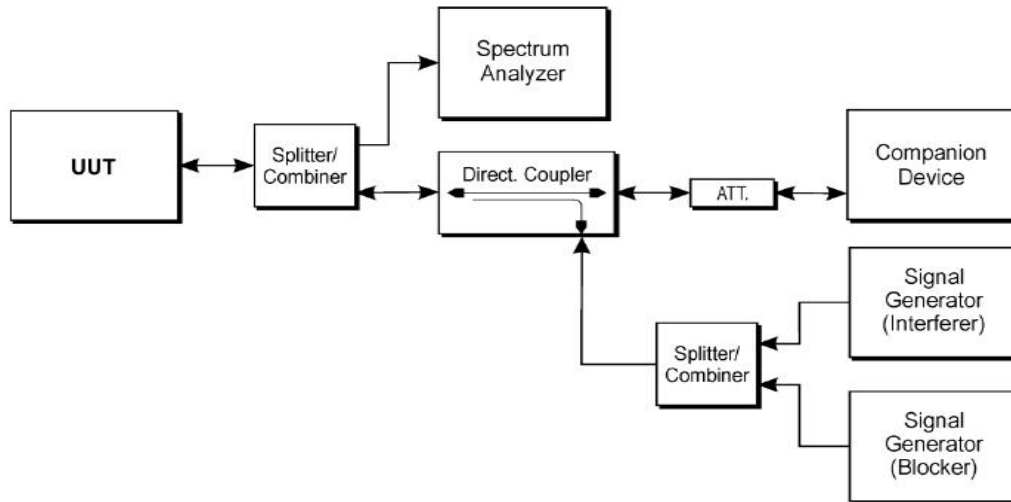 Spectrum
Analyzer
UUT
Splitter/
Combiner
Direct. Coupler
ATT.
Companion
Device
Signal
Generator
(Interferer)
Splitter/
Combiner
Signal
Generator
(Blocker)